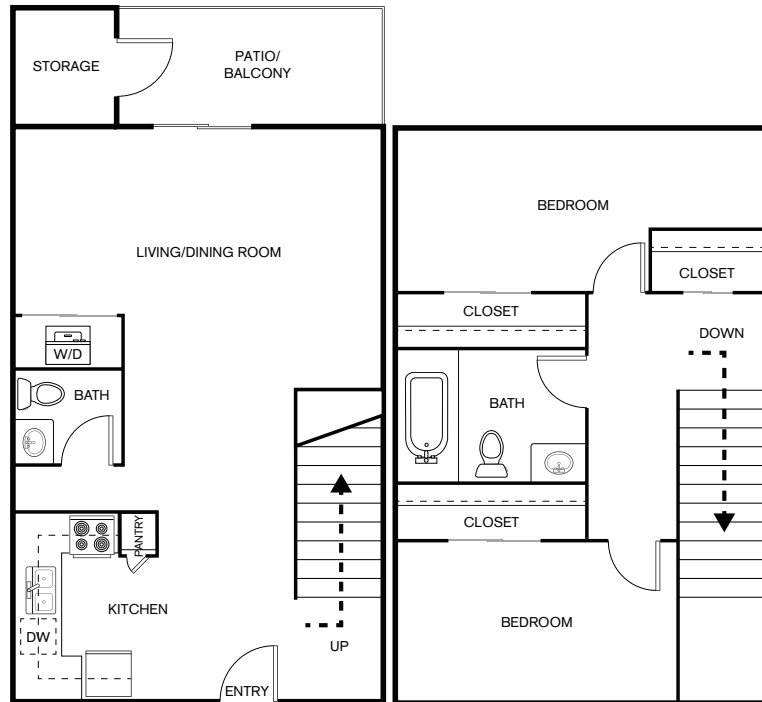 STORAGE
PATIO/
BALCONY
LIVING/DINING ROOM
W/D
BATH
PANTRY
KITCHEN
DW
UP
ENTRY
BEDROOM
CLOSET
CLOSET
DOWN
BATH
CLOSET
BEDROOM